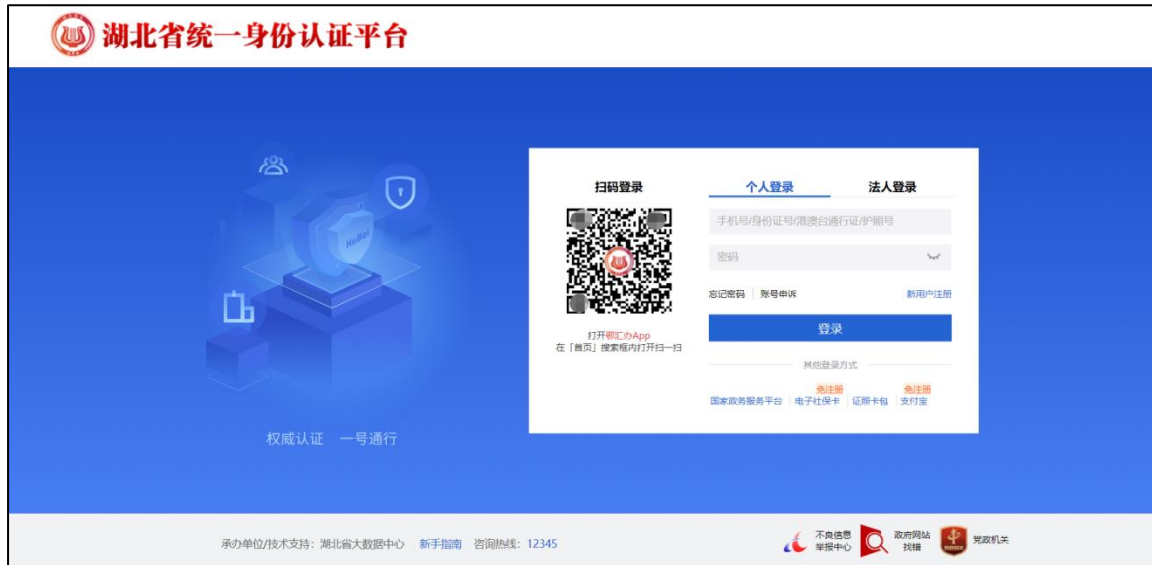 湖北省统一身份认证平台
HuBei
权威认证 一号通行
扫码登录
打开鄂汇办App
在「首页」搜索框内打开扫一扫
个人登录 法人登录
手机号/身份证号/港澳台通行证/护照号
密码
忘记密码 账号申诉 新用户注册
登录
其他登录方式
免注册 免注册
国家政务服务平台 电子社保卡 证照卡包 支付宝
承办单位/技术支持：湖北省大数据中心 新手指南 咨询热线：12345
不良信息
举报中心
政府网站
找错
党政机关